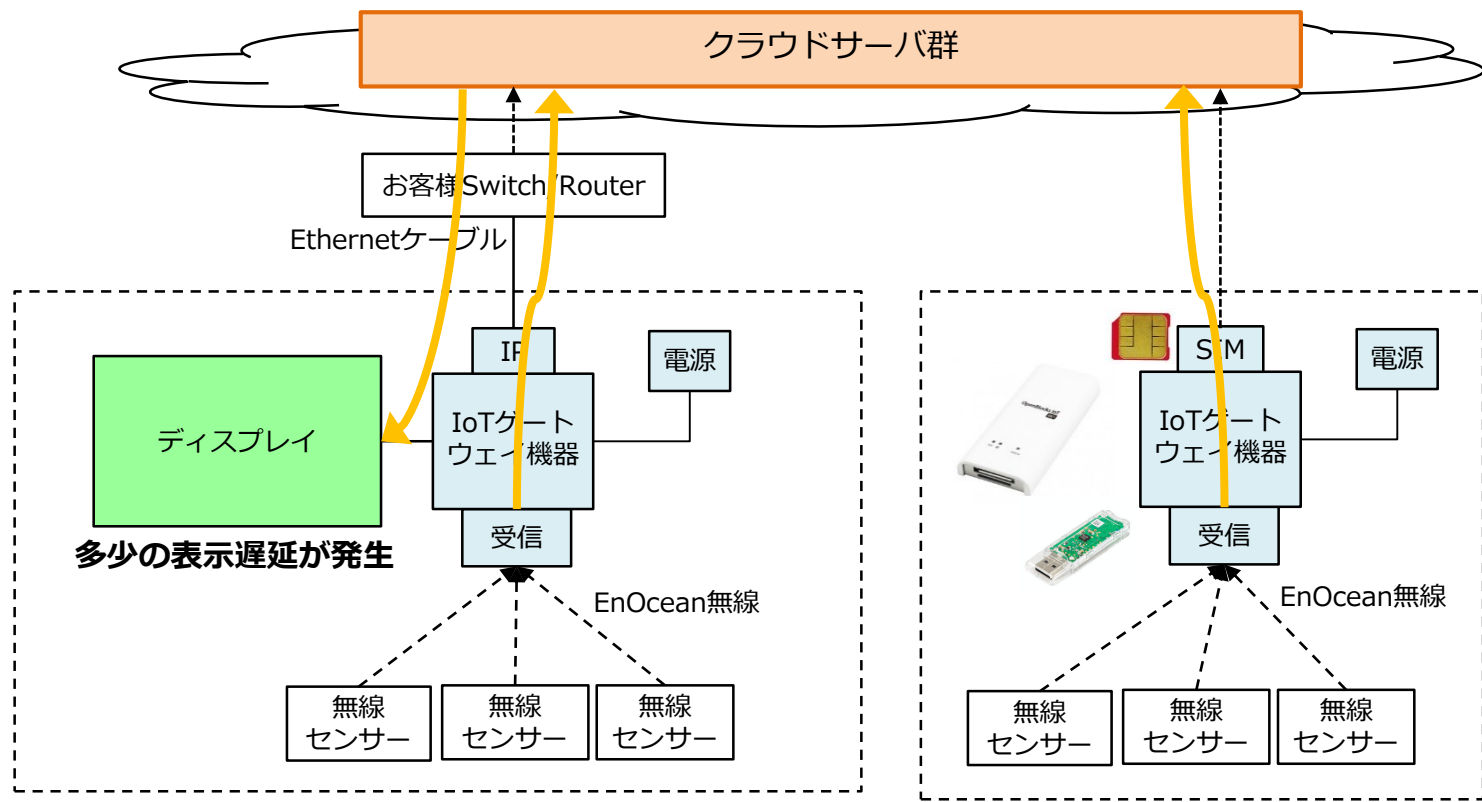 クラウドサーバ群
お客様Switch/Router
Ethernetケーブル
IP
電源
ディスプレイ
IoTゲート
ウェイ機器
受信
多少の表示遅延が発生
EnOcean無線
無線
センサー
無線
センサー
無線
センサー
SIM
電源
OpenBlocks IoT
IoTゲート
ウェイ機器
受信
EnOcean無線
無線
センサー
無線
センサー
無線
センサー